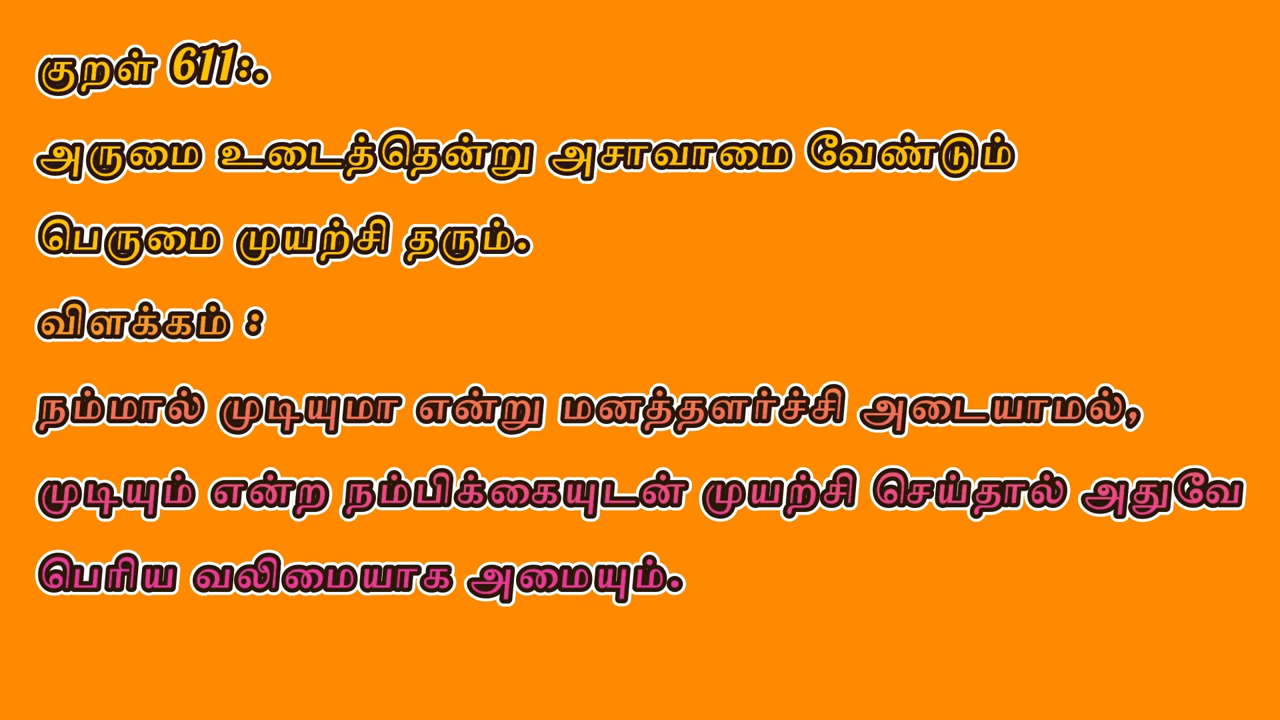 குறள் 611:.
அருமை உடைத்தென்று அசாவாமை வேண்டும்
பெருமை முயற்சி தரும்.
விளக்கம் :
நம்மால் முடியுமா என்று மனத்தளர்ச்சி அடையாமல்,
முடியும் என்ற நம்பிக்கையுடன் முயற்சி செய்தால் அதுவே
பெரிய வலிமையாக அமையும்.